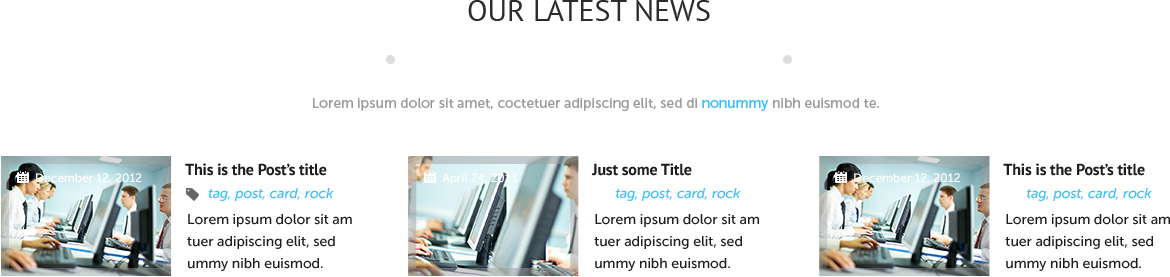 OUR LATEST NEWS
Lorem ipsum dolor sit amet, coctetuer adipiscing elit, sed di nonummy nibh euismod te.
December 12, 2012
This is the Post's title
tag, post, card, rock
Lorem ipsum dolor sit am
tuer adipiscing elit, sed
ummy nibh euismod.
April 24, 2013
Just some Title
tag, post, card, rock
Lorem ipsum dolor sit am
tuer adipiscing elit, sed
ummy nibh euismod.
December 12, 2012
This is the Post's title
tag, post, card, rock
Lorem ipsum dolor sit am
tuer adipiscing elit, sed
ummy nibh euismod.